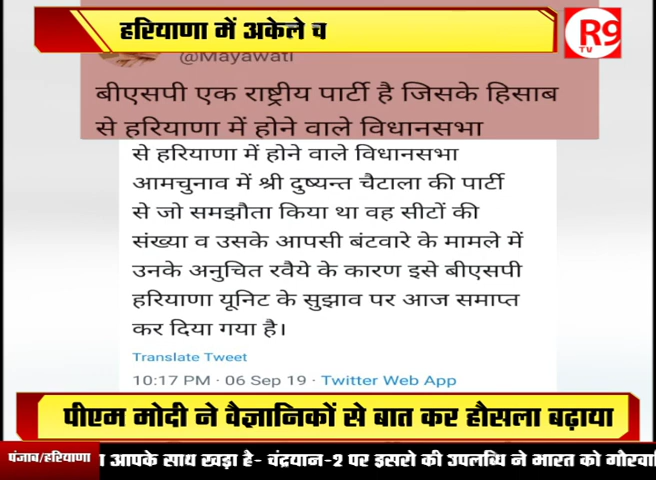 हरियाणा में अकेले च
R9
TV
@Mayawati
बीएसपी एक राष्ट्रीय पार्टी है जिसके हिसाब
से हरियाणा में होने वाले विधानसभा
से हरियाणा में होने वाले विधानसभा
आमचुनाव में श्री दुष्यन्त चैटाला की पार्टी
से जो समझौता किया था वह सीटों की
संख्या व उसके आपसी बंटवारे के मामले में
उनके अनुचित रवैये के कारण इसे बीएसपी
हरियाणा यूनिट के सुझाव पर आज समाप्त
कर दिया गया है।
Translate Tweet
10:17 PM · 06 Sep 19 · Twitter Web App
पीएम मोदी ने वैज्ञानिकों से बात कर हौसला बढ़ाया
पंजाब/हरियाणा
आपके साथ खड़ा है- चंद्रयान-2 पर इसरो की उपलब्धि ने भारत को